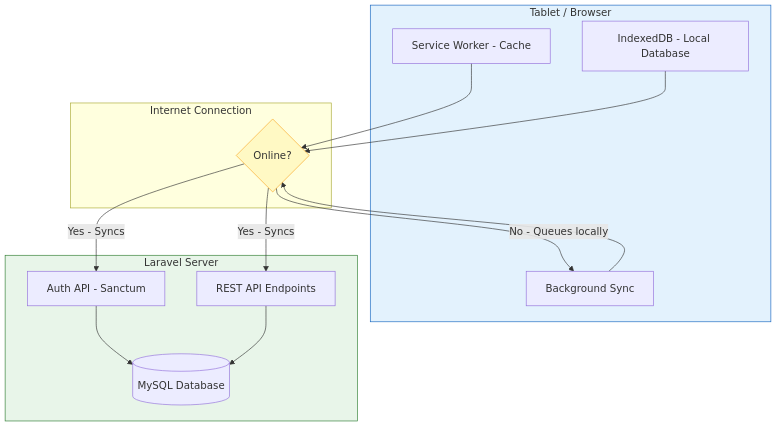 Tablet / Browser
Service Worker - Cache
IndexedDB - Local
Database
Internet Connection
Online?
Yes - Syncs
Yes - Syncs
No - Queues locally
Laravel Server
Auth API - Sanctum
REST API Endpoints
Background Sync
MySQL Database